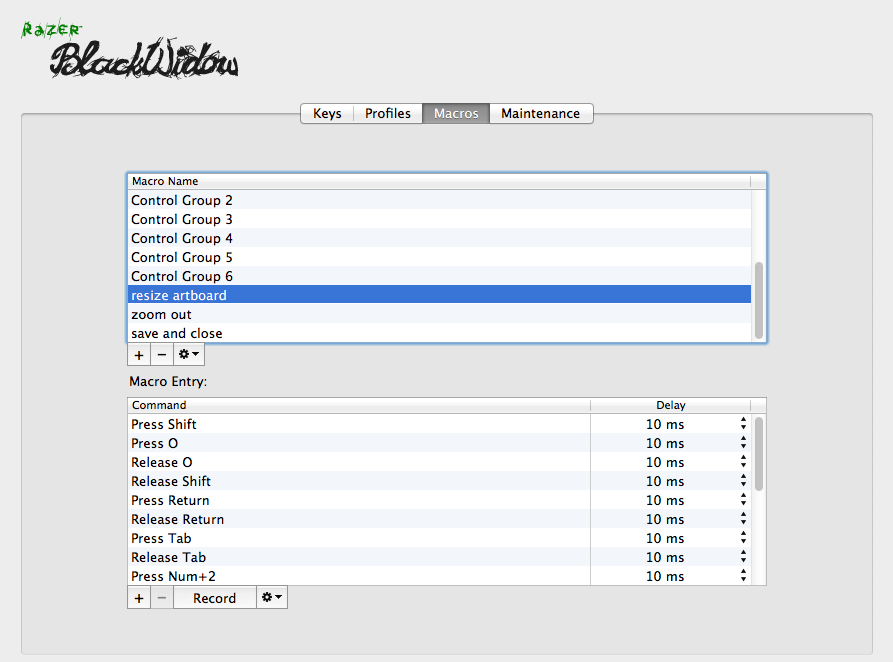 RaZER
BlackWidow
Keys Profiles Macros Maintenance
Macro Name
Control Group 2
Control Group 3
Control Group 4
Control Group 5
Control Group 6
resize artboard
zoom out
save and close
+ −
Macro Entry:
Command Delay
Press Shift 10 ms
Press O 10 ms
Release O 10 ms
Release Shift 10 ms
Press Return 10 ms
Release Return 10 ms
Press Tab 10 ms
Release Tab 10 ms
Press Num+2 10 ms
+ − Record